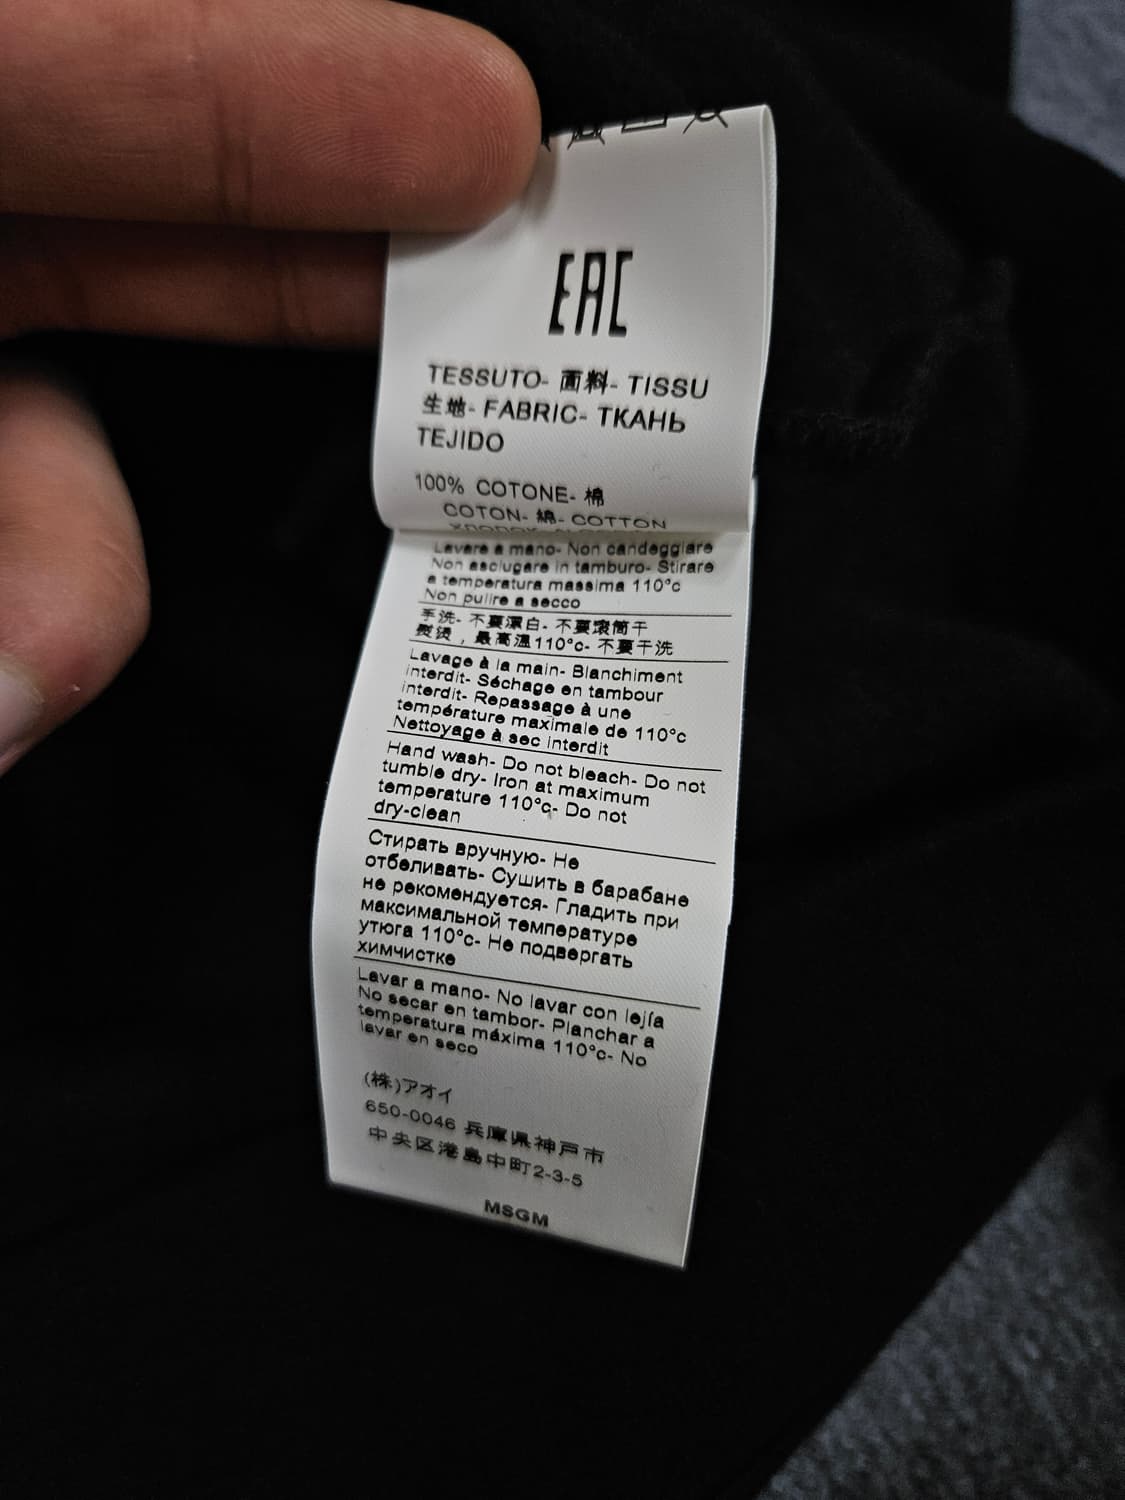 EAC
TESSUTO- 面料- TISSU
生地- FABRIC- ТКАНЬ
TEJIDO
100% COTONE- 棉
COTON- 綿- COTTON
Lavare a mano- Non candeggiare
Non asciugare in tamburo- Stirare
a temperatura massima 110°c
Non pulire a secco
手洗- 不要漂白- 不要滚筒干
熨烫，最高温110°c- 不要干洗
Lavage à la main- Blanchiment
interdit- Séchage en tambour
interdit- Repassage à une
température maximale de 110°c
Nettoyage à sec interdit
Hand wash- Do not bleach- Do not
tumble dry- Iron at maximum
temperature 110°c- Do not
dry-clean
Стирать вручную- Не
отбеливать- Сушить в барабане
не рекомендуется- Гладить при
максимальной температуре
утюга 110°c- Не подвергать
химчистке
Lavar a mano- No lavar con lejía
No secar en tambor- Planchar a
temperatura máxima 110°c- No
lavar en seco
(株)アオイ
650-0046 兵庫県神戸市
中央区港島中町2-3-5
MSGM